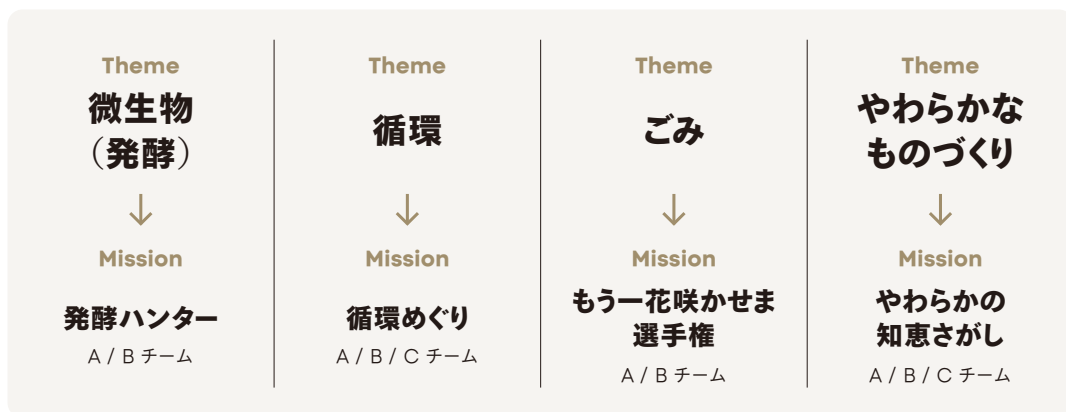 Theme
微生物
（発酵）
↓
Mission
発酵ハンター
A / B チーム
Theme
循環
↓
Mission
循環めぐり
A / B / C チーム
Theme
ごみ
↓
Mission
もう一花咲かせま
選手権
A / B チーム
Theme
やわらかな
ものづくり
↓
Mission
やわらかの
知恵さがし
A / B / C チーム